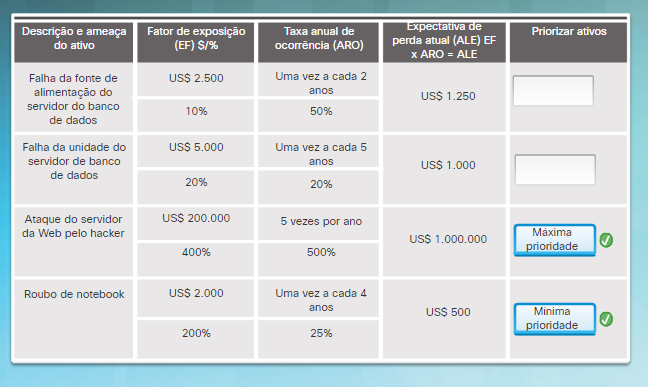 Descrição e ameaça
do ativo
Fator de exposição
(EF) $/%
Taxa anual de
ocorrência (ARO)
Expectativa de
perda atual (ALE) EF
x ARO = ALE
Priorizar ativos
Falha da fonte de
alimentação do
servidor do banco
de dados
US$ 2.500
Uma vez a cada 2
anos
10%
50%
US$ 1.250
Falha da unidade do
servidor de banco
de dados
US$ 5.000
Uma vez a cada 5
anos
20%
20%
US$ 1.000
Ataque do servidor
da Web pelo hacker
US$ 200.000
5 vezes por ano
400%
500%
US$ 1.000.000
Máxima
prioridade
Roubo de notebook
US$ 2.000
Uma vez a cada 4
anos
200%
25%
US$ 500
Mínima
prioridade